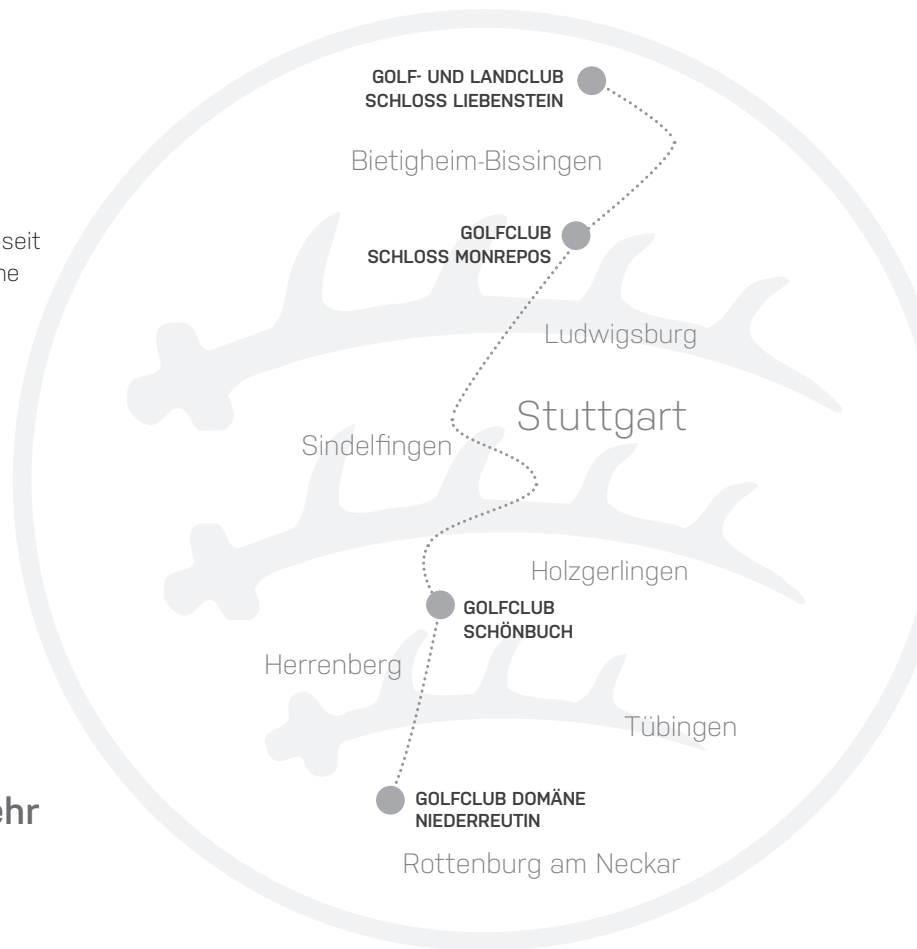 GOLF- UND LANDCLUB
SCHLOSS LIEBENSTEIN
Bietigheim-Bissingen
seit
GOLFCLUB
SCHLOSS MONREPOS
Ludwigsburg
Stuttgart
Sindelfingen
Holzgerlingen
GOLFCLUB
SCHÖNBUCH
Herrenberg
Tübingen
GOLFCLUB DOMÄNE
NIEDERREUTIN
Rottenburg am Neckar